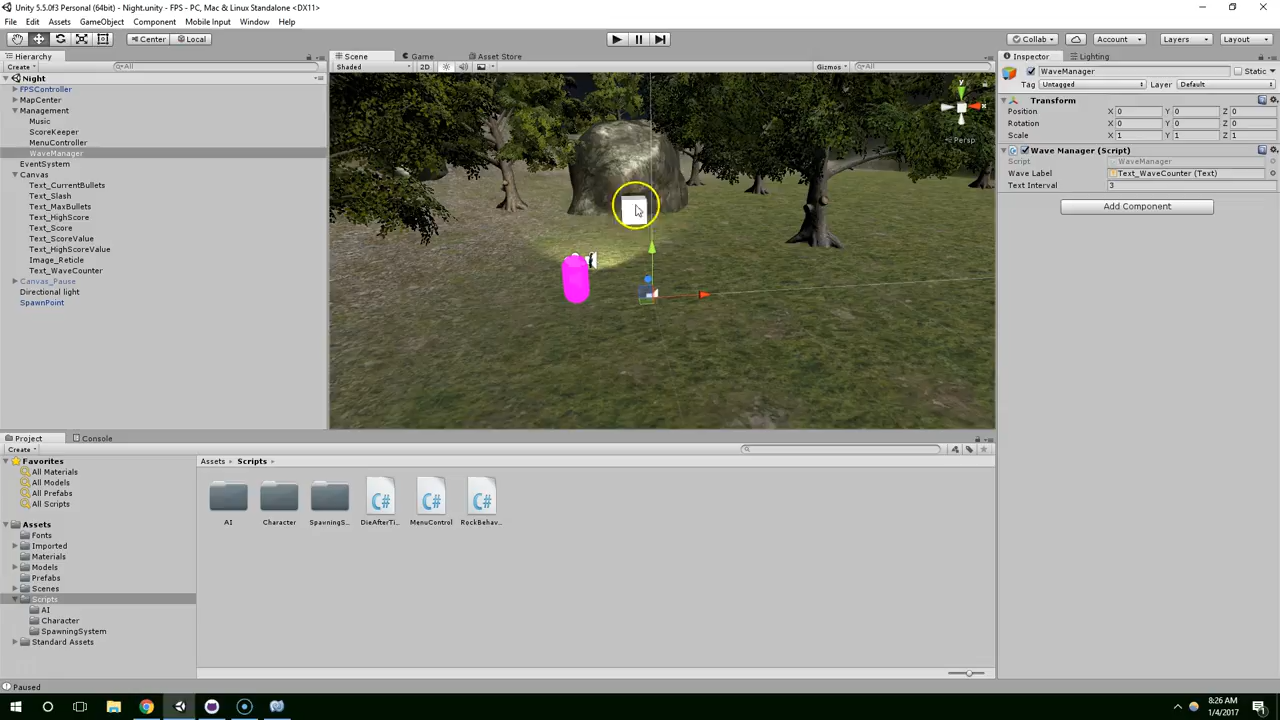 Unity 5.5.0f3 Personal (64bit) - Night.unity - FPS - PC, Mac & Linux Standalone <DX11>
File Edit Assets GameObject Component Mobile Input Window Help
Center Local Collab Account Layers Layout
Hierarchy Scene Game Asset Store Inspector Lighting
Create All Shaded 2D Gizmos All WaveManager Static
Night Tag Untagged Layer Default
FPSController
MapCenter Transform
Management Position X 0 Y 0 Z 0
Music Rotation X 0 Y 0 Z 0
ScoreKeeper Scale X 1 Y 1 Z 1
MenuController y x Persp
WaveManager Wave Manager (Script)
EventSystem Script WaveManager
Canvas Wave Label Text_WaveCounter (Text)
Text_CurrentBullets Text Interval 3
Text_Slash
Text_MaxBullets Add Component
Text_HighScore
Text_Score
Text_ScoreValue
Text_HighScoreValue
Image_Reticle
Text_WaveCounter
Canvas_Pause
Directional light
SpawnPoint
Project Console
Create
Favorites Assets Scripts
All Materials
All Models
All Prefabs
All Scripts
AI Character SpawningS... DieAfterTi... MenuControl RockBehav...
Assets
Fonts
Imported
Materials
Models
Prefabs
Scenes
Scripts
AI
Character
SpawningSystem
Standard Assets
Paused
8:26 AM
1/4/2017